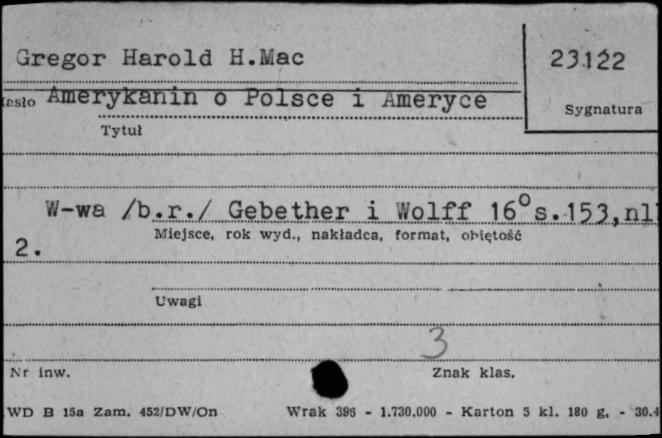 Gregor Harold H.Mac
23122
Amerykanin o Polsce i Ameryce
Sygnatura
Tytuł
W-wa /b.r./ Gebether i Wolff 16° s.153,nl
Miejsce, rok wyd., nakładca, format, objętość
2.
Uwagi
3
Nr inw.
Znak klas.
WD B 15a Zam. 452/DW/On
Wrak 396 - 1.730.000 - Karton 5 kl. 180 g. - 30.4